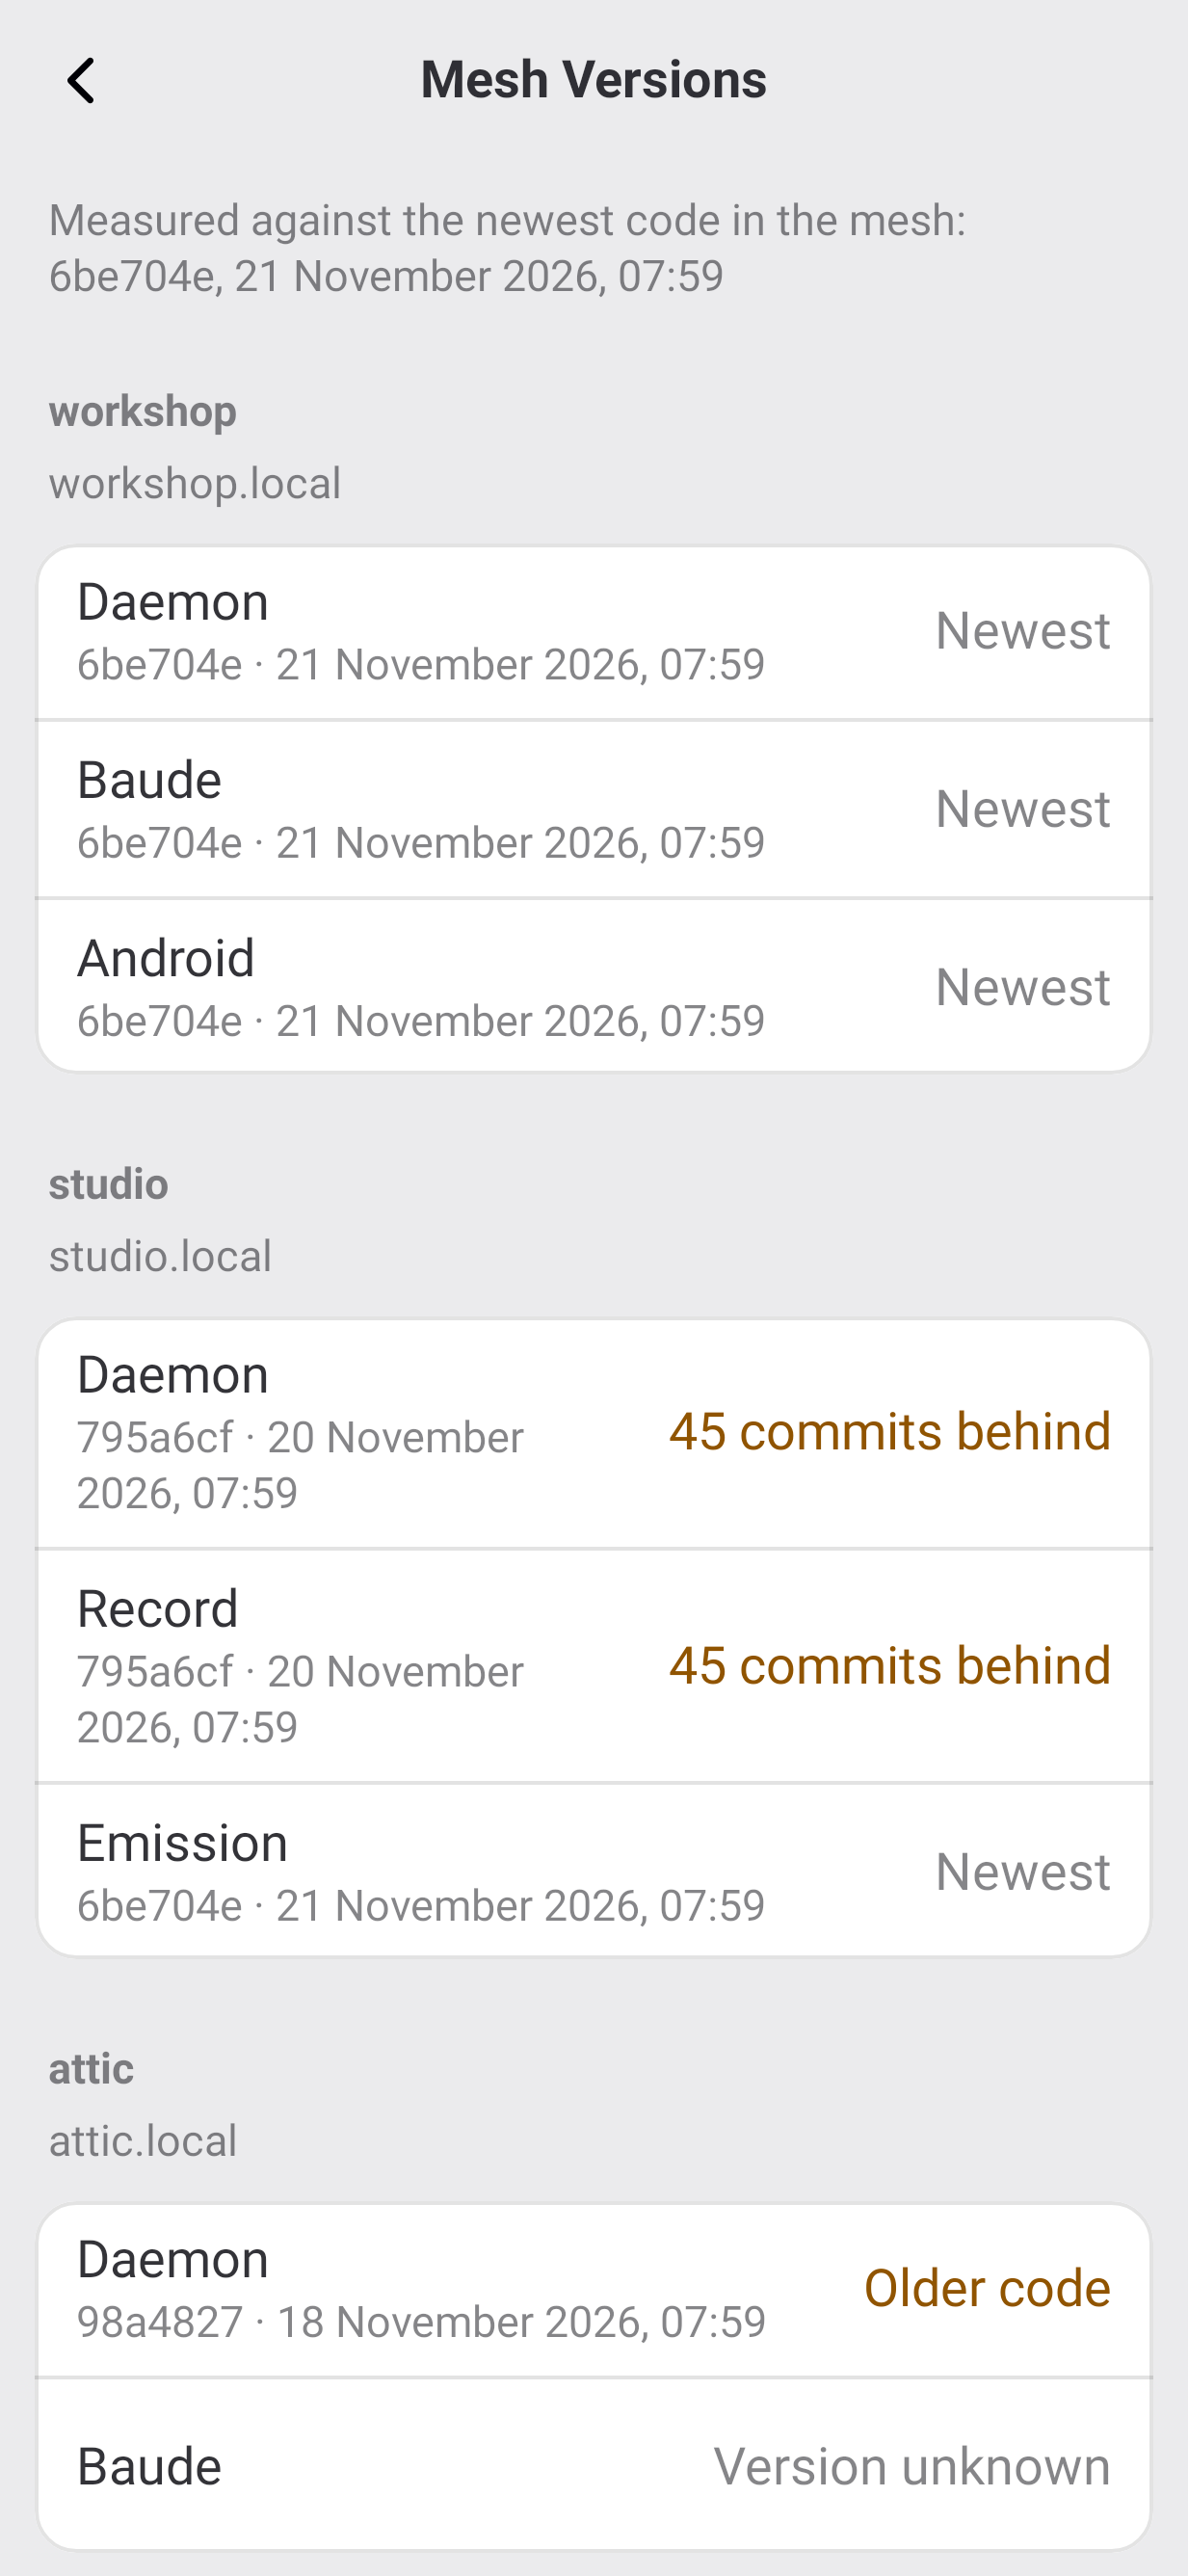 Mesh Versions
Measured against the newest code in the mesh:
6be704e, 21 November 2026, 07:59
workshop
workshop.local
Daemon
6be704e · 21 November 2026, 07:59
Newest
Baude
6be704e · 21 November 2026, 07:59
Newest
Android
6be704e · 21 November 2026, 07:59
Newest
studio
studio.local
Daemon
795a6cf · 20 November
2026, 07:59
45 commits behind
Record
795a6cf · 20 November
2026, 07:59
45 commits behind
Emission
6be704e · 21 November 2026, 07:59
Newest
attic
attic.local
Daemon
98a4827 · 18 November 2026, 07:59
Older code
Baude
Version unknown